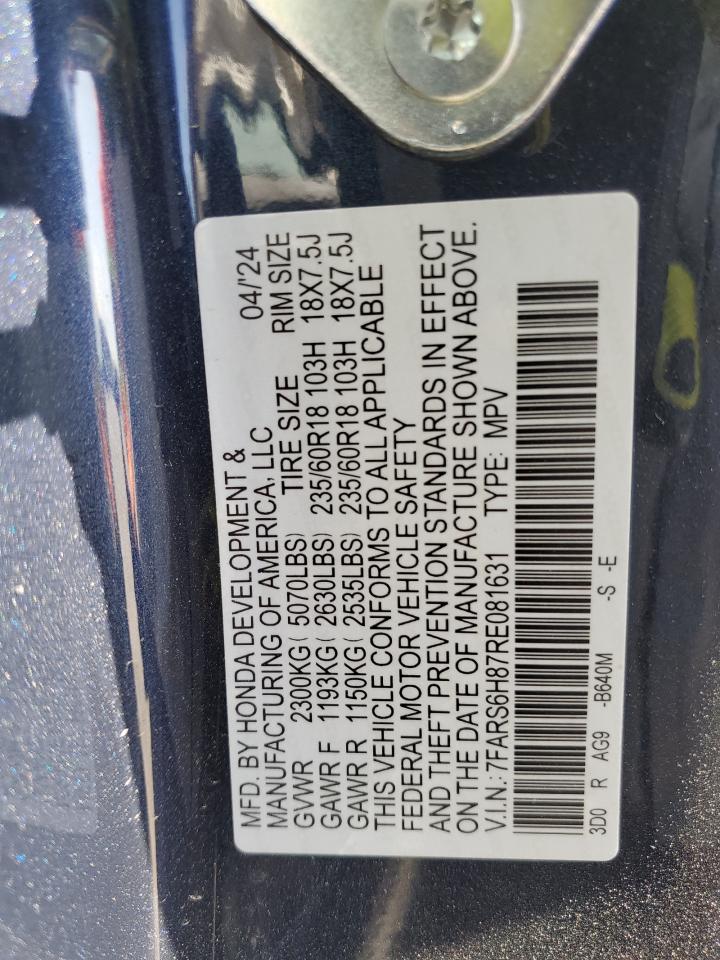 MFD. BY HONDA DEVELOPMENT &
MANUFACTURING OF AMERICA, LLC 04/'24
GVWR 2300KG( 5070LBS) TIRE SIZE RIM SIZE
GAWR F 1193KG( 2630LBS) 235/60R18 103H 18X7.5J
GAWR R 1150KG( 2535LBS) 235/60R18 103H 18X7.5J
THIS VEHICLE CONFORMS TO ALL APPLICABLE
FEDERAL MOTOR VEHICLE SAFETY
AND THEFT PREVENTION STANDARDS IN EFFECT
ON THE DATE OF MANUFACTURE SHOWN ABOVE.
V.I.N.: 7FARS6H87RE081631 TYPE: MPV
3D0 R AG9 -B640M -S -E